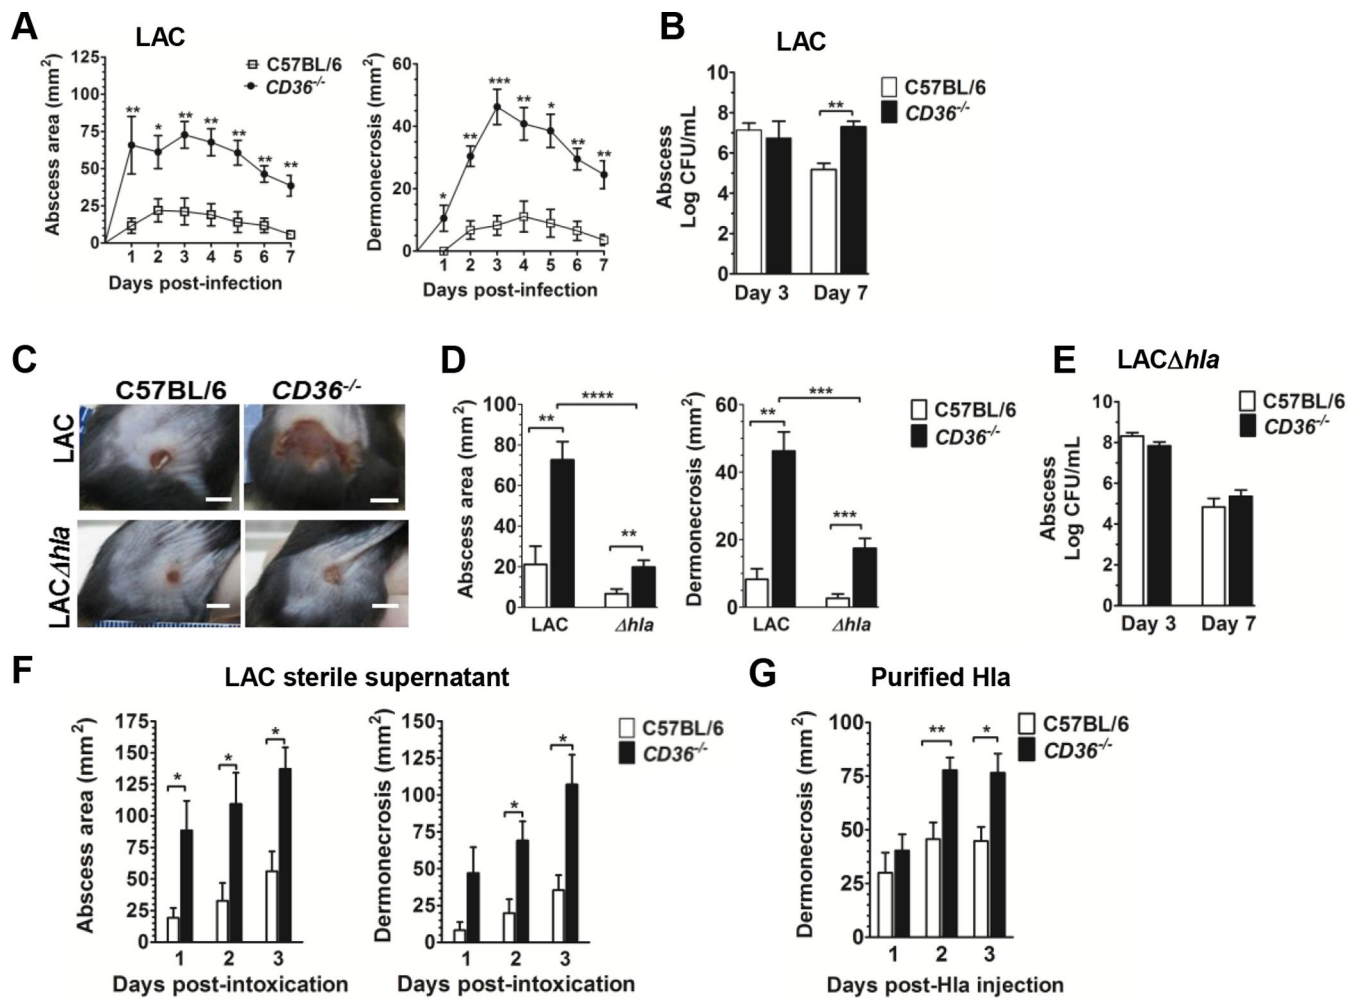 A
LAC
Abscess area (mm²)
125
100
75
50
25
0
C57BL/6
CD36-/-
**
*
**
**
**
**
**
1 2 3 4 5 6 7
Days post-infection
Dermonecrosis (mm²)
60
40
20
0
*
**
***
**
*
**
**
1 2 3 4 5 6 7
Days post-infection
B
LAC
Abscess
Log CFU/mL
10
8
6
4
2
0
**
C57BL/6
CD36-/-
Day 3 Day 7
C
C57BL/6 CD36-/-
LAC
LACΔhla
D
Abscess area (mm²)
100
80
60
40
20
0
**
****
**
LAC Δhla
Dermonecrosis (mm²)
60
40
20
0
**
***
***
LAC Δhla
C57BL/6
CD36-/-
E
LACΔhla
Abscess
Log CFU/mL
10
8
6
4
2
0
C57BL/6
CD36-/-
Day 3 Day 7
F
LAC sterile supernatant
Abscess area (mm²)
175
150
125
100
75
50
25
0
*
*
*
1 2 3
Days post-intoxication
Dermonecrosis (mm²)
150
125
100
75
50
25
0
*
*
1 2 3
Days post-intoxication
C57BL/6
CD36-/-
G
Purified Hla
Dermonecrosis (mm²)
100
75
50
25
0
**
*
C57BL/6
CD36-/-
1 2 3
Days post-Hla injection